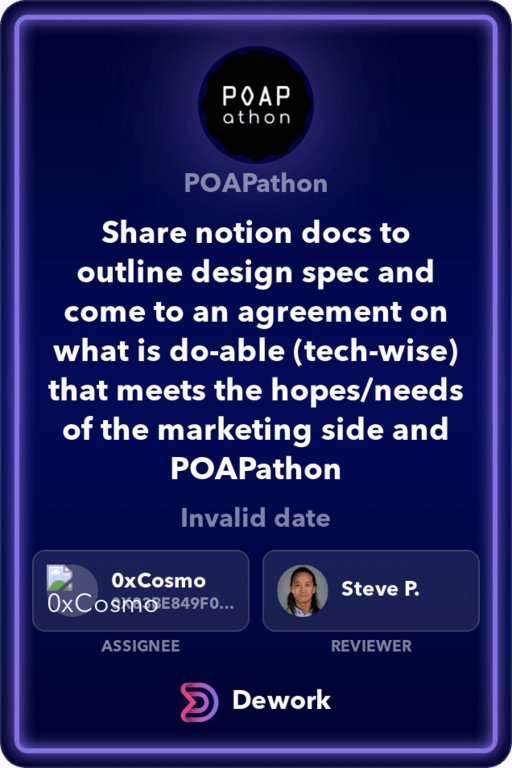 POAP
athon
POAPathon
Share notion docs to
outline design spec and
come to an agreement on
what is do-able (tech-wise)
that meets the hopes/needs
of the marketing side and
POAPathon
Invalid date
0xCosmo
0xCosmo
0X83BE849F0...
ASSIGNEE
Steve P.
REVIEWER
Dework